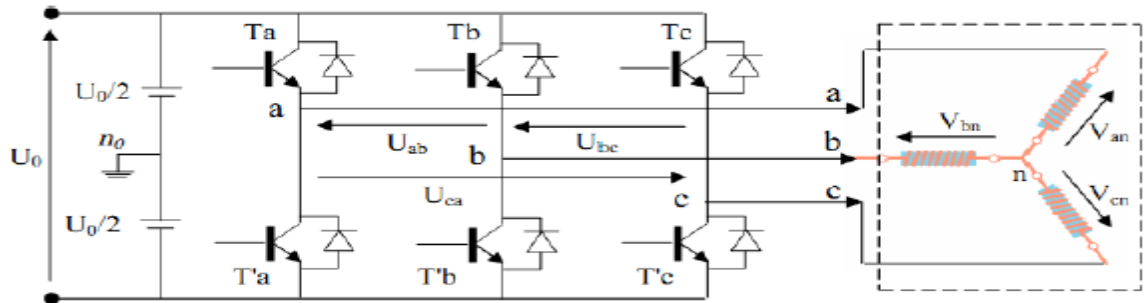 Ta
Tb
Tc
U₀/2
a
a
n₀
U₀
Uab
b
Ubc
b
Vbn
Van
n
Uca
c
c
Vcn
U₀/2
T'a
T'b
T'c